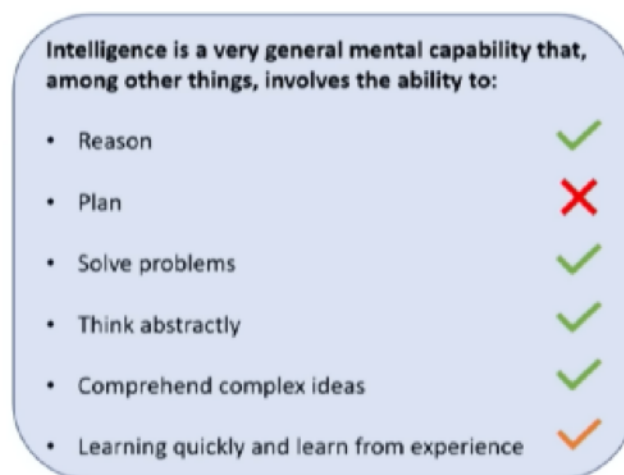 Intelligence is a very general mental capability that,
among other things, involves the ability to:
• Reason
• Plan
• Solve problems
• Think abstractly
• Comprehend complex ideas
• Learning quickly and learn from experience